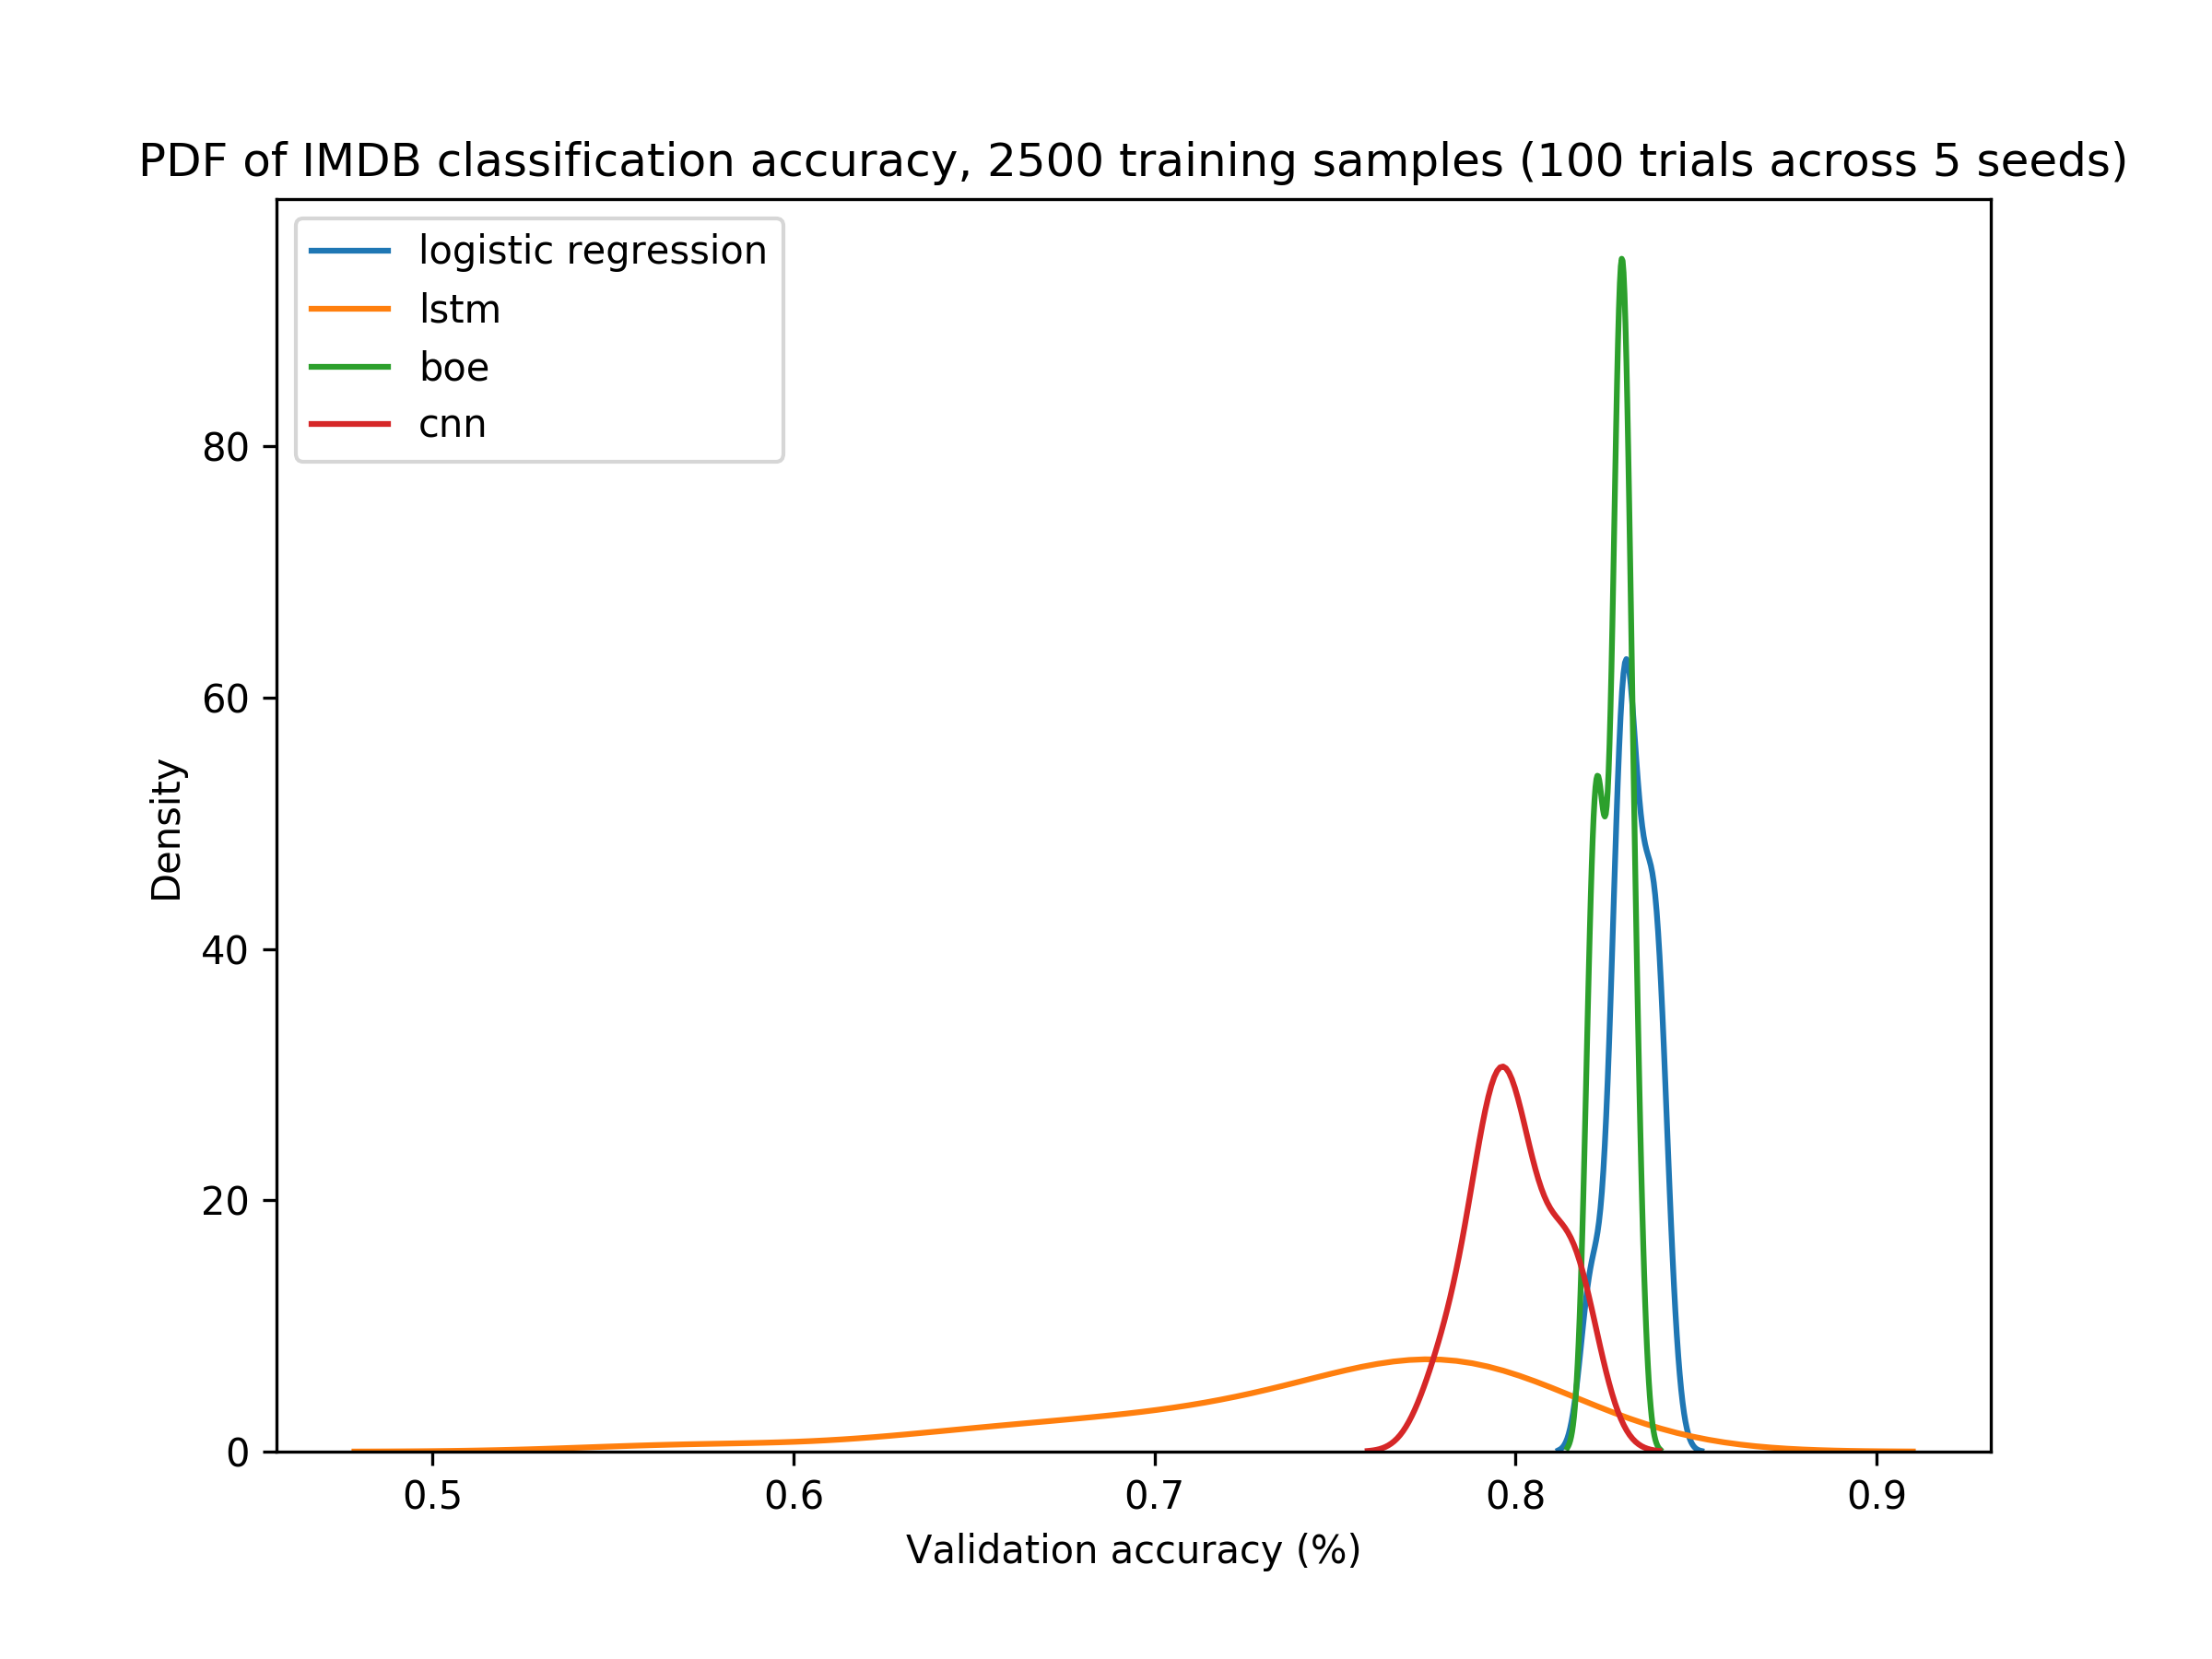 PDF of IMDB classification accuracy, 2500 training samples (100 trials across 5 seeds)
logistic regression
lstm
boe
cnn
80
60
40
20
0
Density
0.5 0.6 0.7 0.8 0.9
Validation accuracy (%)